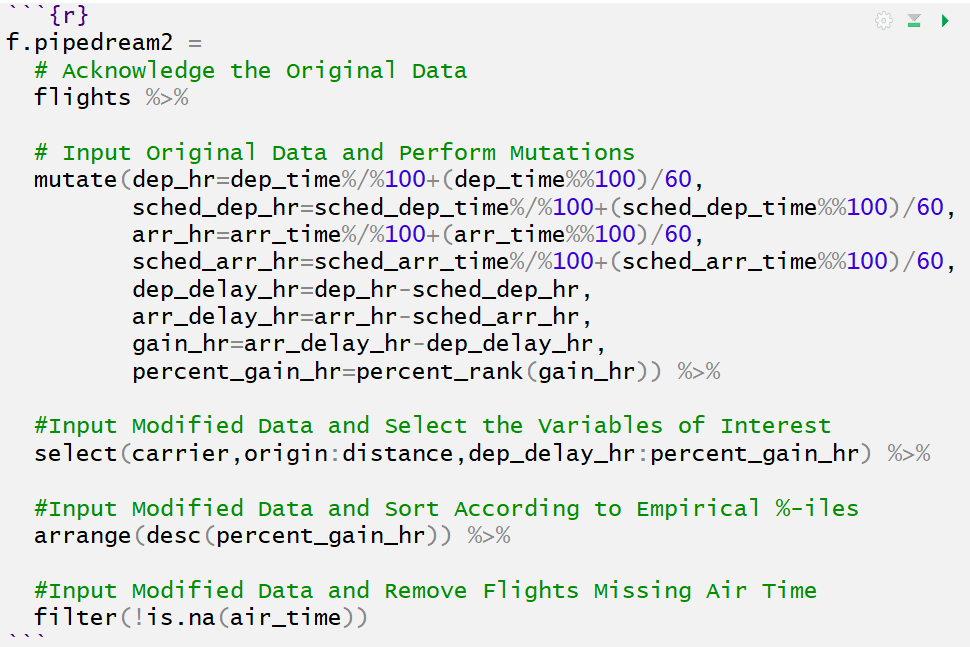 ```{r}
f.pipedream2 =
  # Acknowledge the Original Data
  flights %>%

  # Input Original Data and Perform Mutations
  mutate(dep_hr=dep_time%/%100+(dep_time%%100)/60,
         sched_dep_hr=sched_dep_time%/%100+(sched_dep_time%%100)/60,
         arr_hr=arr_time%/%100+(arr_time%%100)/60,
         sched_arr_hr=sched_arr_time%/%100+(sched_arr_time%%100)/60,
         dep_delay_hr=dep_hr-sched_dep_hr,
         arr_delay_hr=arr_hr-sched_arr_hr,
         gain_hr=arr_delay_hr-dep_delay_hr,
         percent_gain_hr=percent_rank(gain_hr)) %>%

  #Input Modified Data and Select the Variables of Interest
  select(carrier,origin:distance,dep_delay_hr:percent_gain_hr) %>%

  #Input Modified Data and Sort According to Empirical %-iles
  arrange(desc(percent_gain_hr)) %>%

  #Input Modified Data and Remove Flights Missing Air Time
  filter(!is.na(air_time))
```